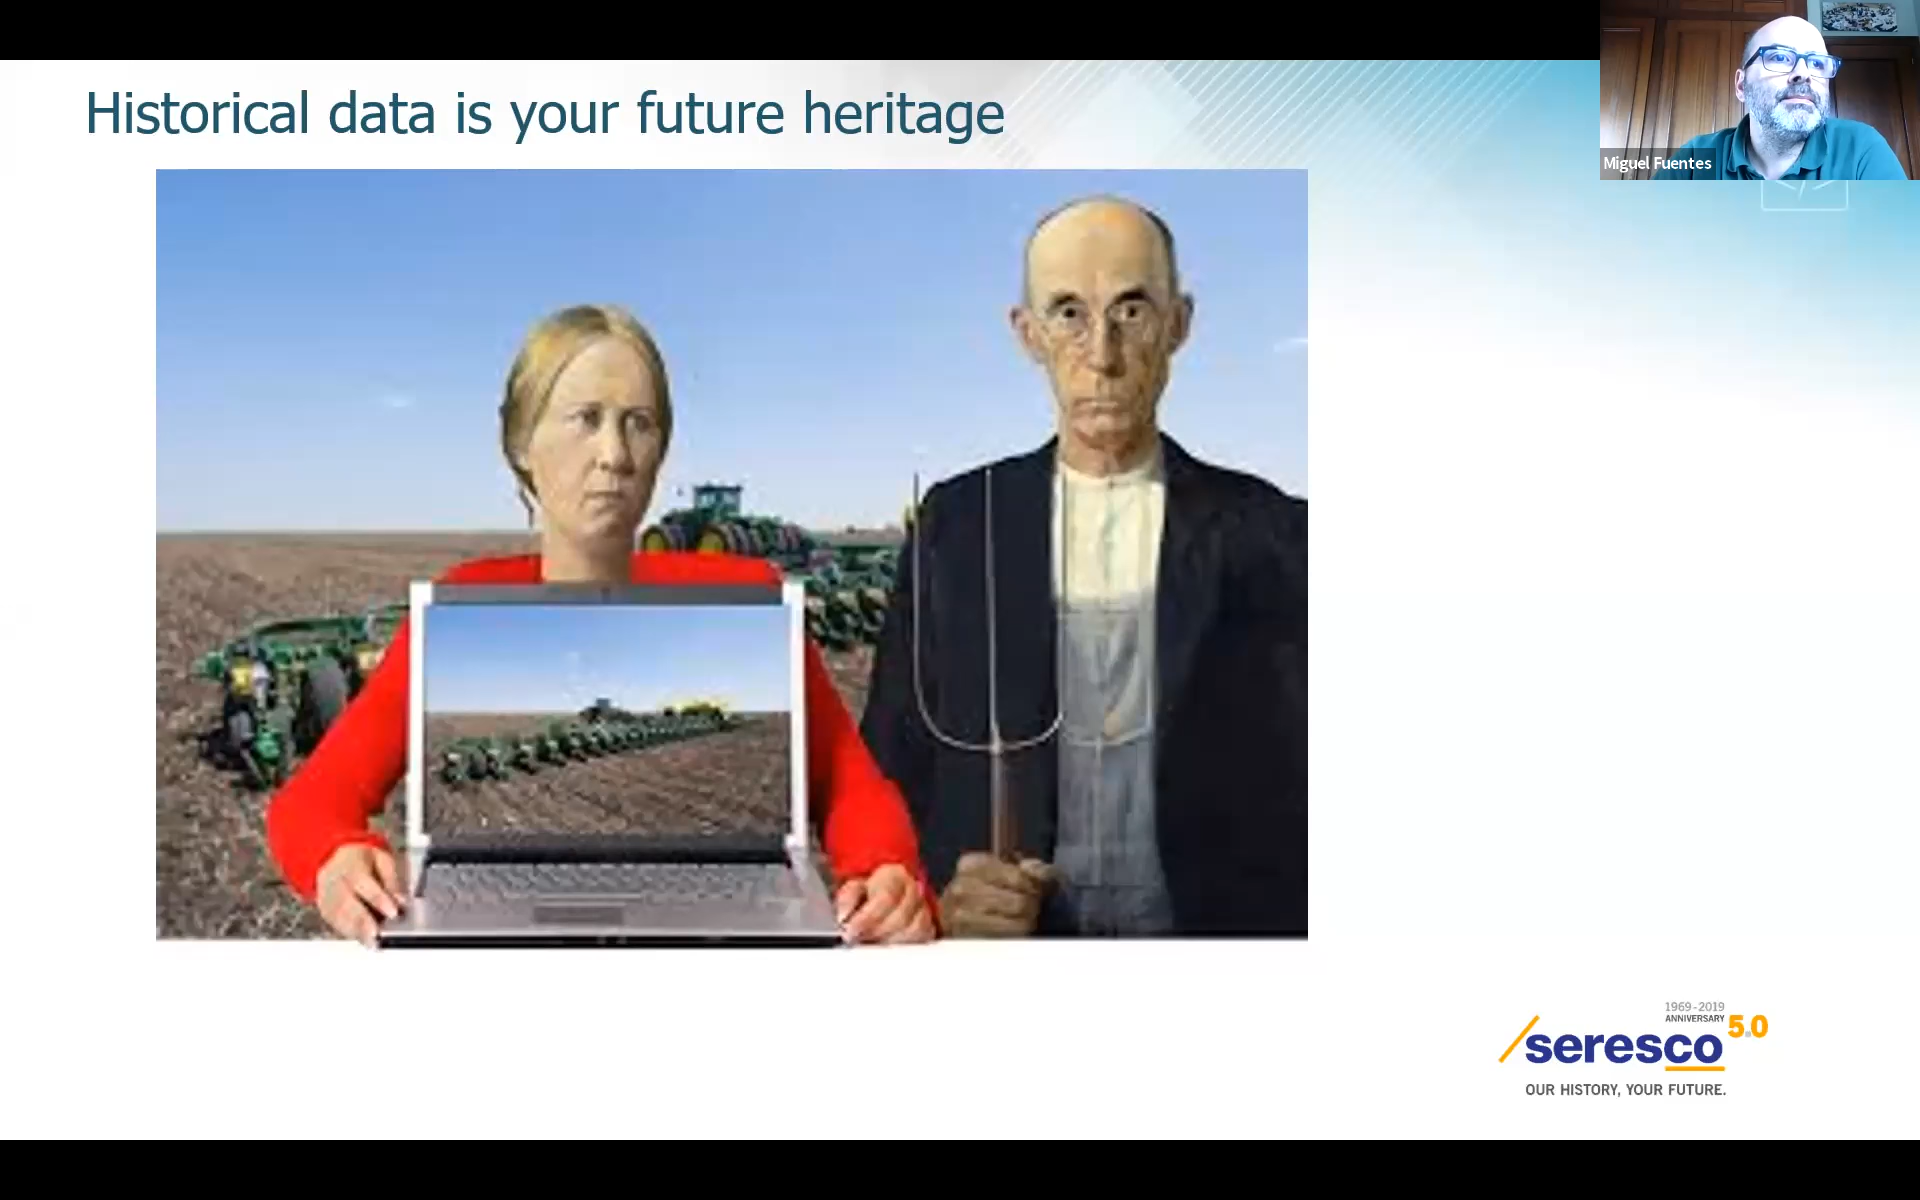 Historical data is your future heritage
Miguel Fuentes
1969-2019
ANNIVERSARY 5.0
seresco
OUR HISTORY, YOUR FUTURE.